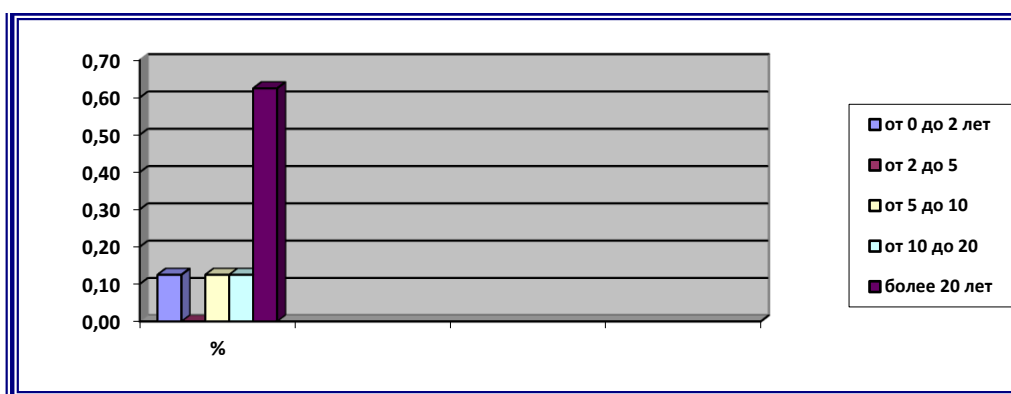 0,70
0,60
0,50
0,40
0,30
0,20
0,10
0,00
%
от 0 до 2 лет
от 2 до 5
от 5 до 10
от 10 до 20
более 20 лет